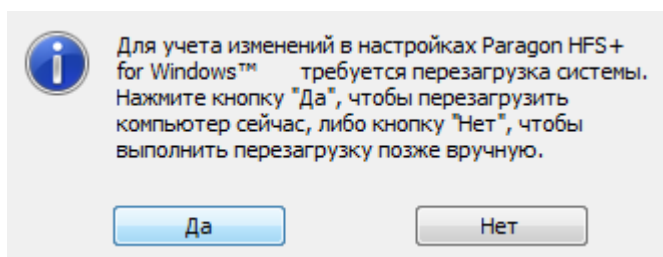 Для учета изменений в настройках Paragon HFS+
for Windows™ требуется перезагрузка системы.
Нажмите кнопку "Да", чтобы перезагрузить
компьютер сейчас, либо кнопку "Нет", чтобы
выполнить перезагрузку позже вручную.
Да Нет